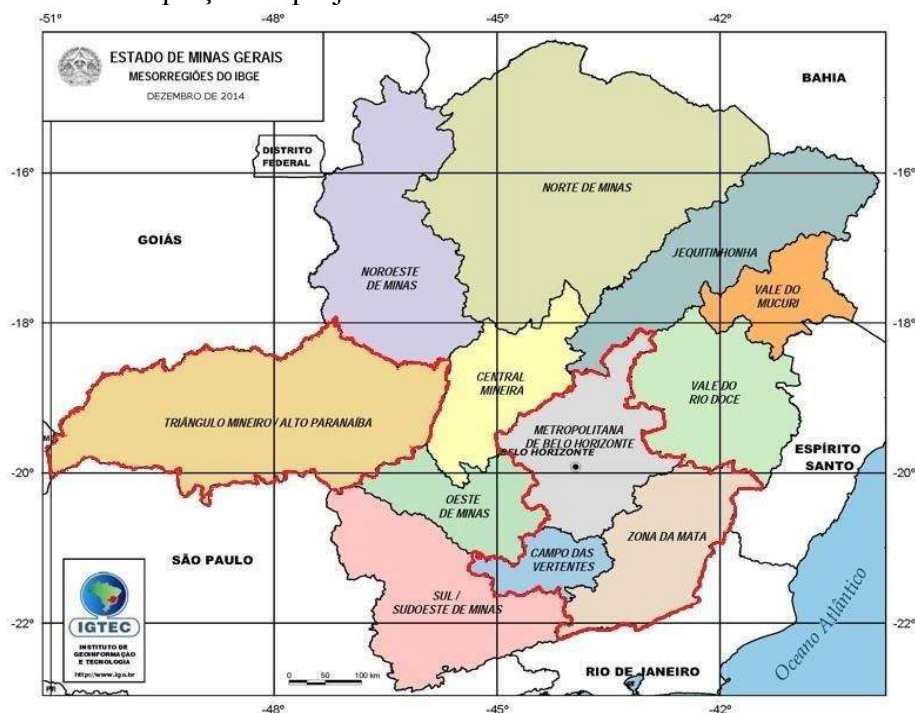 -51°
-48°
-45°
-42°
ESTADO DE MINAS GERAIS
MESORREGIÕES DO IBGE
DEZEMBRO DE 2014
BAHIA
DISTRITO
FEDERAL
-16°
-16°
NORTE DE MINAS
GOIÁS
JEQUITINHONHA
NOROESTE
DE MINAS
VALE DO
MUCURI
-18°
-18°
CENTRAL
MINEIRA
VALE DO
RIO DOCE
TRIÂNGULO MINEIRO / ALTO PARANAÍBA
METROPOLITANA
DE BELO HORIZONTE
BELO HORIZONTE
ESPÍRITO
SANTO
-20°
-20°
OESTE
DE MINAS
ZONA DA MATA
SÃO PAULO
CAMPO DAS
VERTENTES
SUL /
SUDOESTE DE MINAS
IGTEC
INSTITUTO DE
GEOINFORMAÇÃO
E TECNOLOGIA
-22°
-22°
Oceano Atlântico
RIO DE JANEIRO
0
50
100 km
-48°
-45°
-42°